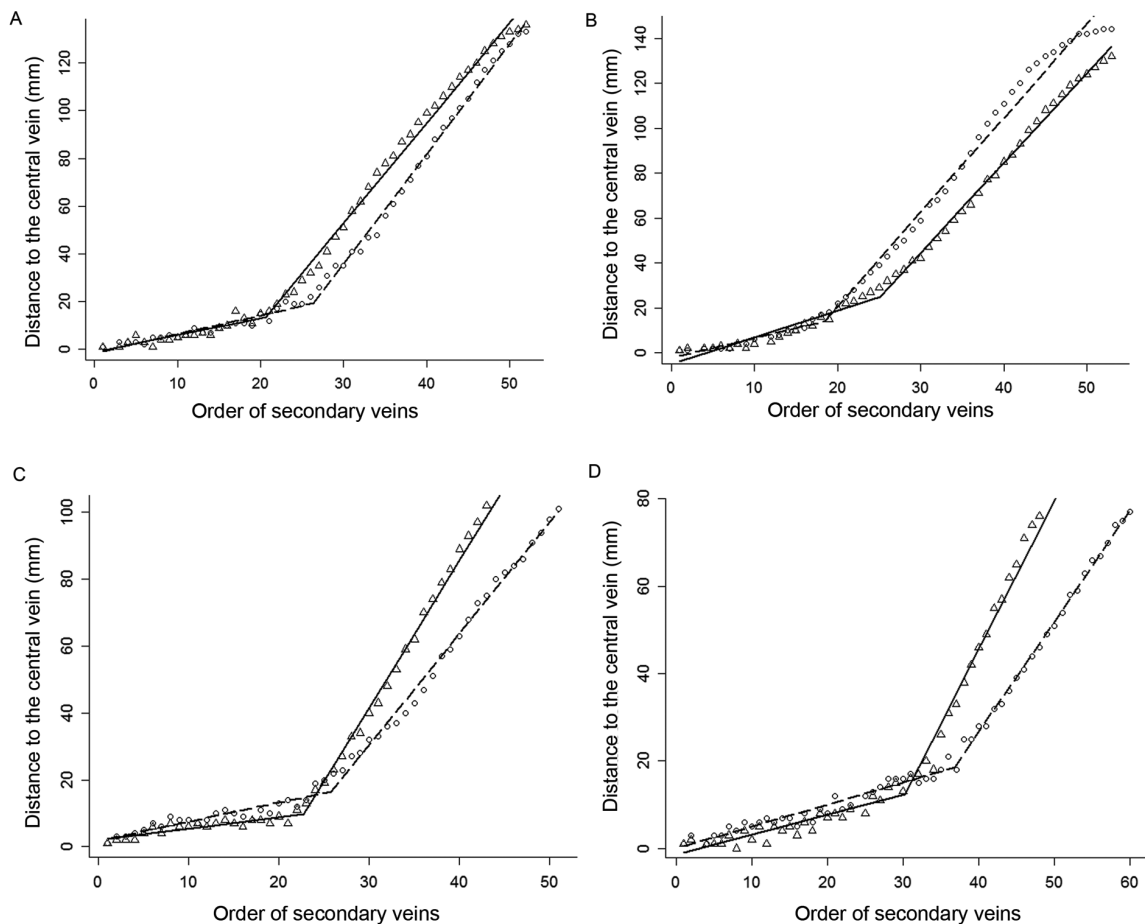 A
B
Distance to the central vein (mm)
0 20 40 60 80 100 120
0 10 20 30 40 50
Order of secondary veins
Distance to the central vein (mm)
0 20 40 60 80 100 120 140
0 10 20 30 40 50
Order of secondary veins
C
D
Distance to the central vein (mm)
0 20 40 60 80 100
0 10 20 30 40 50
Order of secondary veins
Distance to the central vein (mm)
0 20 40 60 80
0 10 20 30 40 50 60
Order of secondary veins